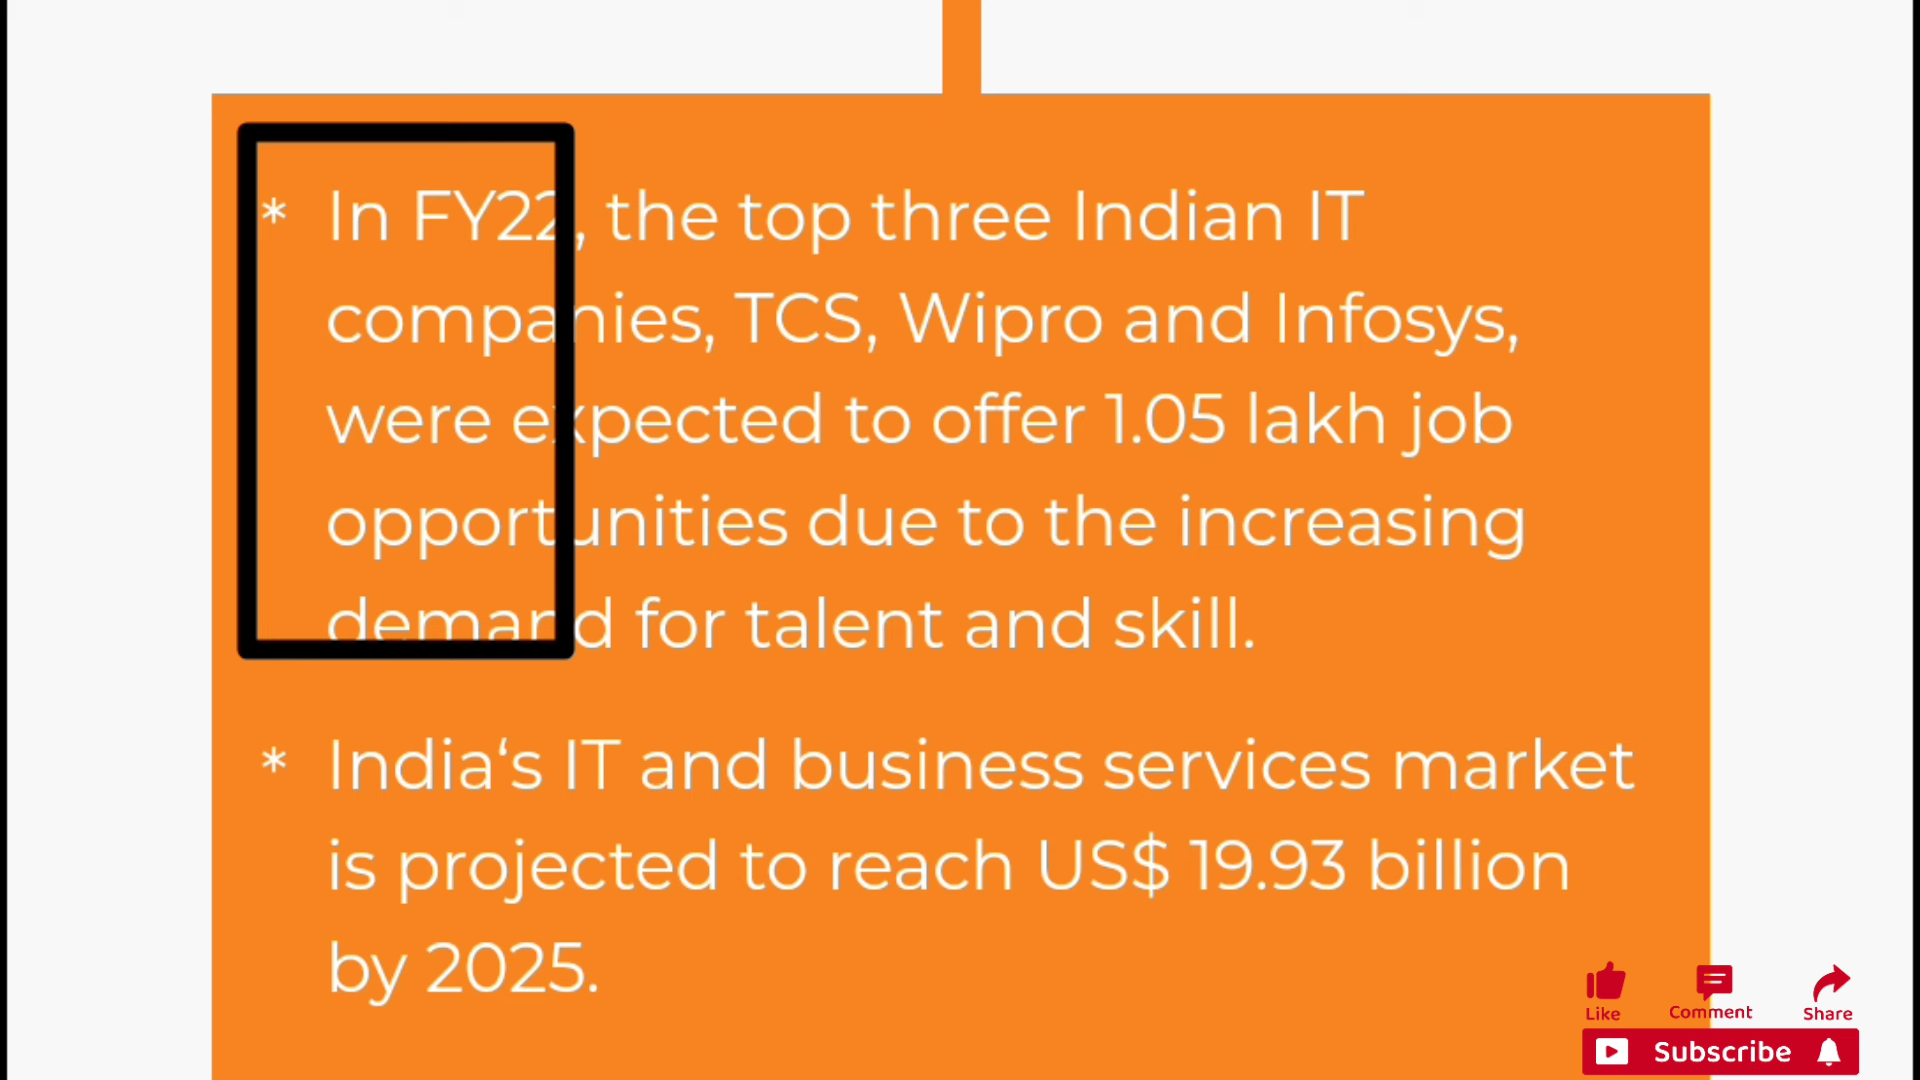 * In FY22, the top three Indian IT
companies, TCS, Wipro and Infosys,
were expected to offer 1.05 lakh job
opportunities due to the increasing
demand for talent and skill.
* India‘s IT and business services market
is projected to reach US$ 19.93 billion
by 2025.
Like Comment Share
Subscribe